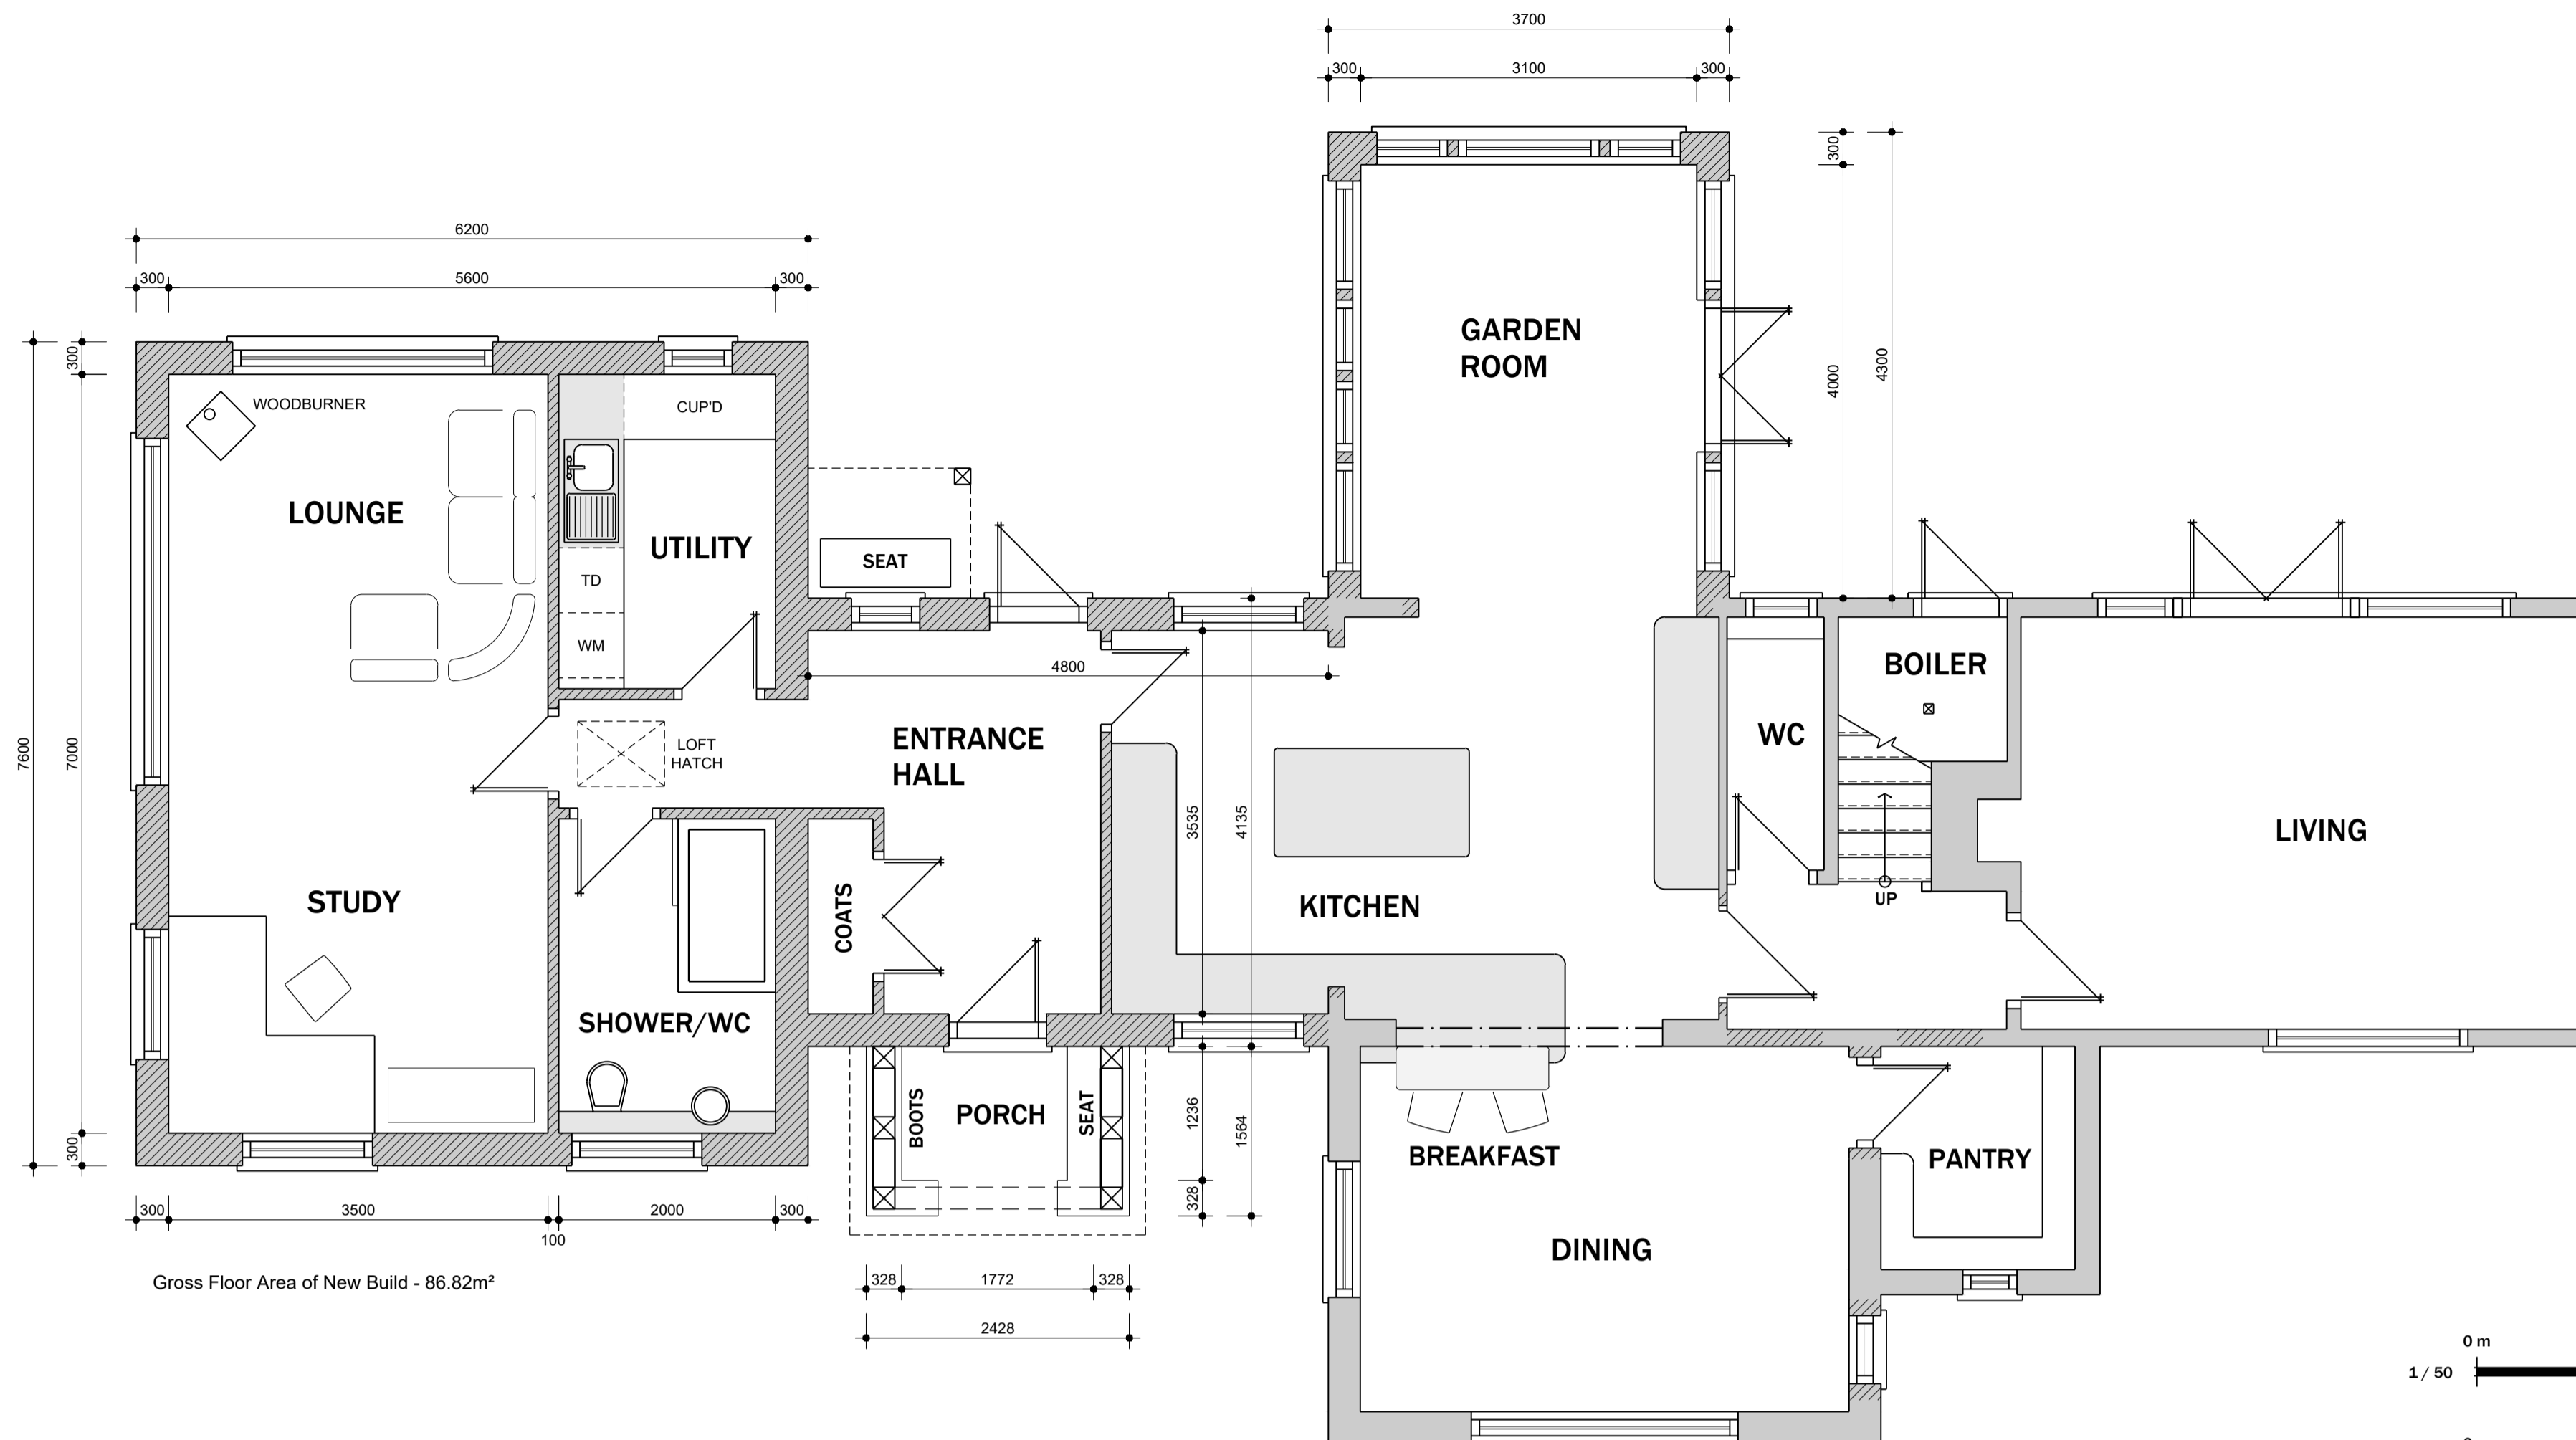 3700
300
3100
300
300
4000
4300
6200
300
5600
300
300
7600
7000
300
WOODBURNER
CUP'D
LOUNGE
UTILITY
TD
WM
SEAT
GARDEN
ROOM
4800
BOILER
WC
LOFT
HATCH
ENTRANCE
HALL
3535
4135
LIVING
STUDY
COATS
KITCHEN
UP
SHOWER/WC
BOOTS
PORCH
SEAT
1236
1564
328
BREAKFAST
PANTRY
DINING
300
3500
100
2000
300
328
1772
328
2428
Gross Floor Area of New Build - 86.82m²
0 m
1 / 50